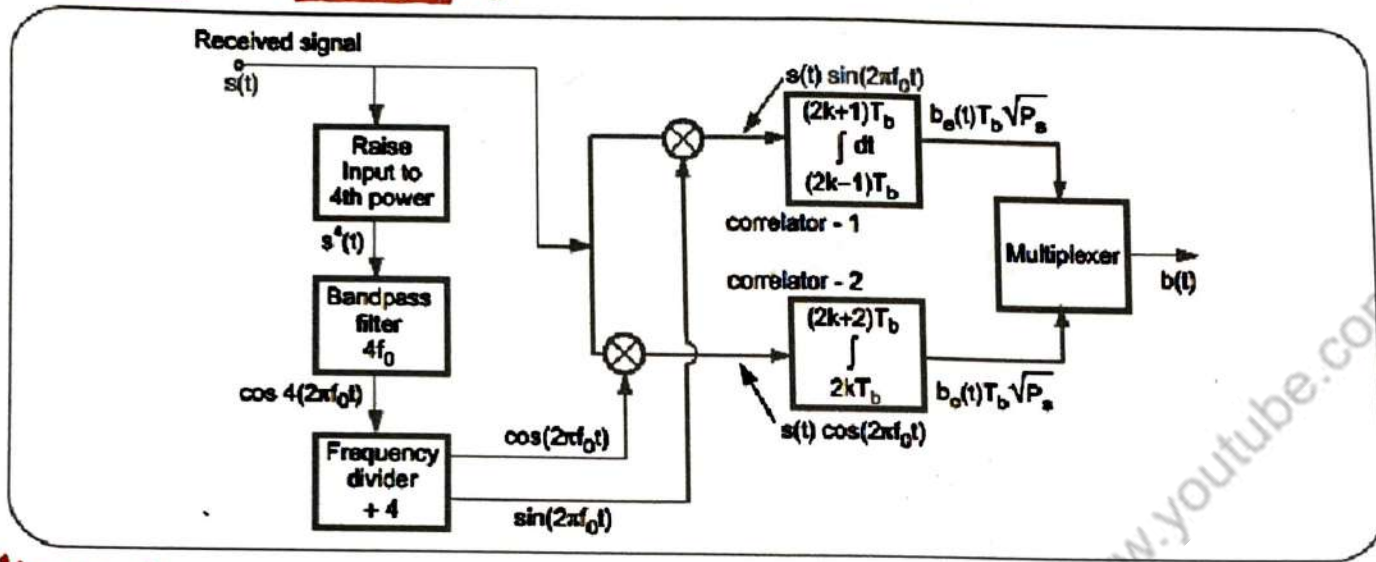 Received signal
s(t)
Raise
Input to
4th power
s⁴(t)
Bandpass
filter
4f₀
cos 4(2πf₀t)
Frequency
divider
+ 4
cos(2πf₀t)
sin(2πf₀t)
s(t) sin(2πf₀t)
(2k+1)T_b
∫ dt
(2k−1)T_b
correlator - 1
b_e(t)T_b√P_s
correlator - 2
(2k+2)T_b
∫
2kT_b
s(t) cos(2πf₀t)
b_o(t)T_b√P_s
Multiplexer
b(t)
w.youtube.com